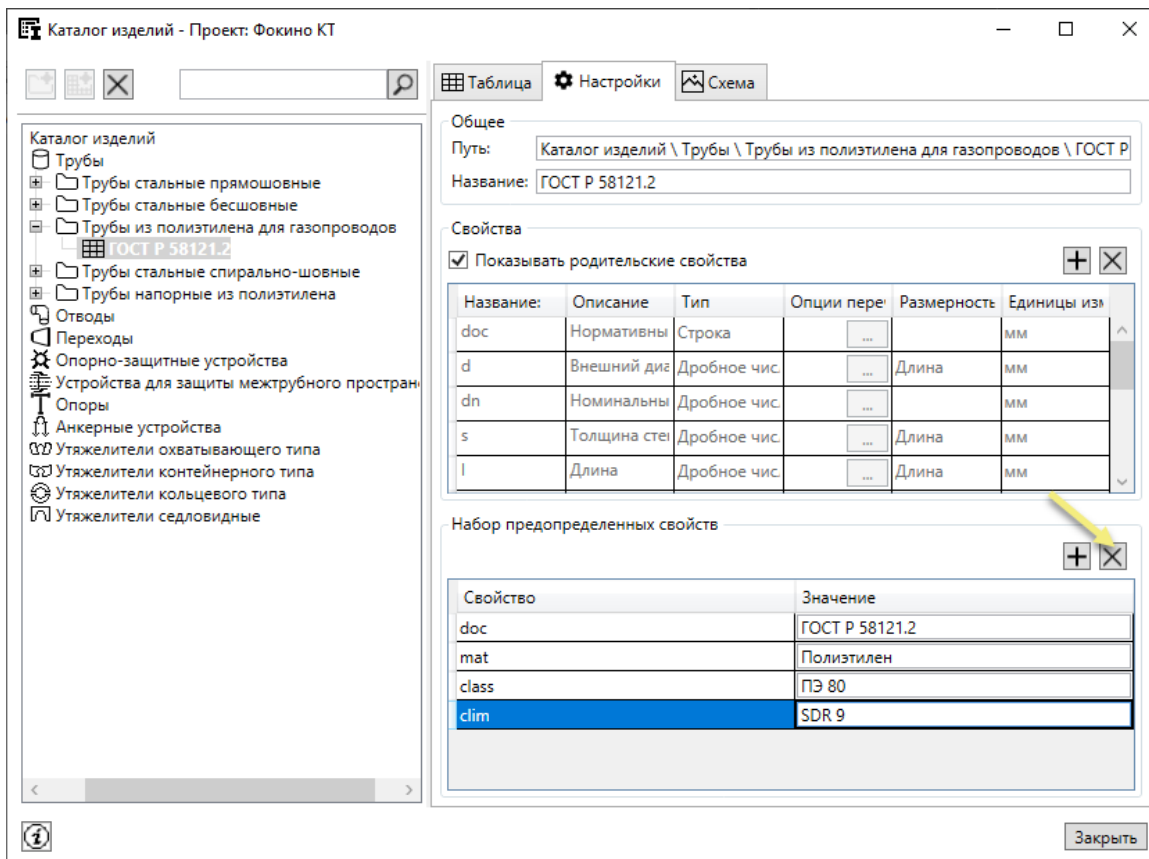 Каталог изделий - Проект: Фокино КТ
Таблица
Настройки
Схема
Каталог изделий
Трубы
Трубы стальные прямошовные
Трубы стальные бесшовные
Трубы из полиэтилена для газопроводов
ГОСТ Р 58121.2
Трубы стальные спирально-шовные
Трубы напорные из полиэтилена
Отводы
Переходы
Опорно-защитные устройства
Устройства для защиты межтрубного простран
Опоры
Анкерные устройства
Утяжелители охватывающего типа
Утяжелители контейнерного типа
Утяжелители кольцевого типа
Утяжелители седловидные
Общее
Путь: Каталог изделий \ Трубы \ Трубы из полиэтилена для газопроводов \ ГОСТ Р
Название: ГОСТ Р 58121.2
Свойства
Показывать родительские свойства
Название: Описание Тип Опции пере Размерность Единицы изм
doc Нормативны Строка ... мм
d Внешний диа Дробное чис. ... Длина мм
dn Номинальны Дробное чис. ... мм
s Толщина сте Дробное чис. ... Длина мм
l Длина Дробное чис. ... Длина мм
Набор предопределенных свойств
Свойство Значение
doc ГОСТ Р 58121.2
mat Полиэтилен
class ПЭ 80
clim SDR 9
Закрыть